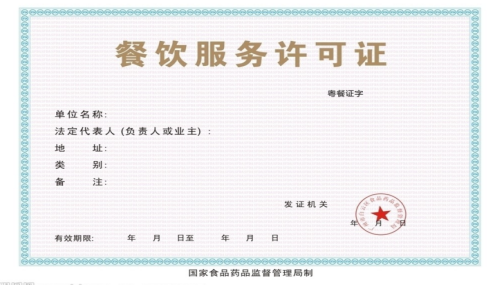 餐饮服务许可证
粤餐证字
单位名称:
法定代表人 (负责人或业主) :
地 址:
类 别:
备 注:
发证机关
年 月 日
有效期限: 年 月 日至 年 月 日
国家食品药品监督管理局制